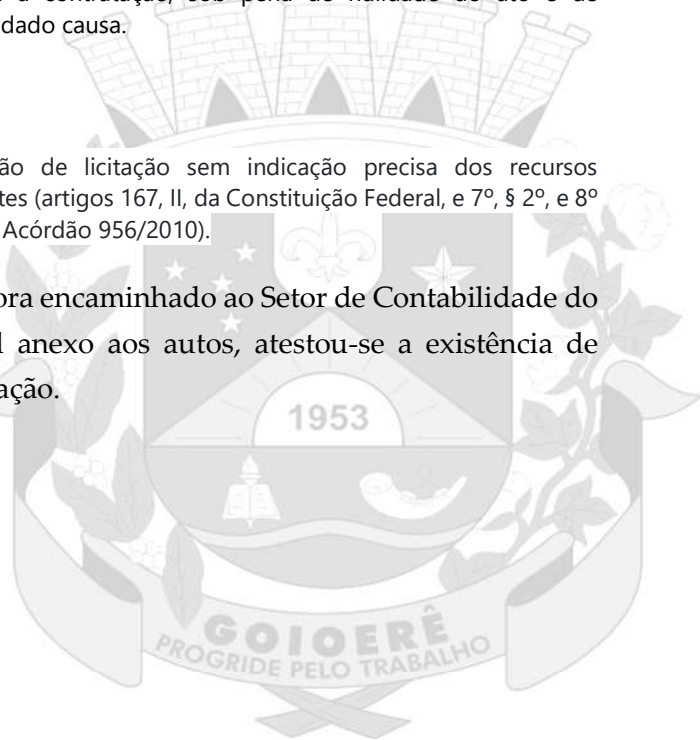 dado causa.
ão de licitação sem indicação precisa dos recursos
tes (artigos 167, II, da Constituição Federal, e 7º, § 2º, e 8º
Acórdão 956/2010).
ora encaminhado ao Setor de Contabilidade do
l anexo aos autos, atestou-se a existência de
ação.
1953
GOIOERÊ
PROGRIDE PELO TRABALHO